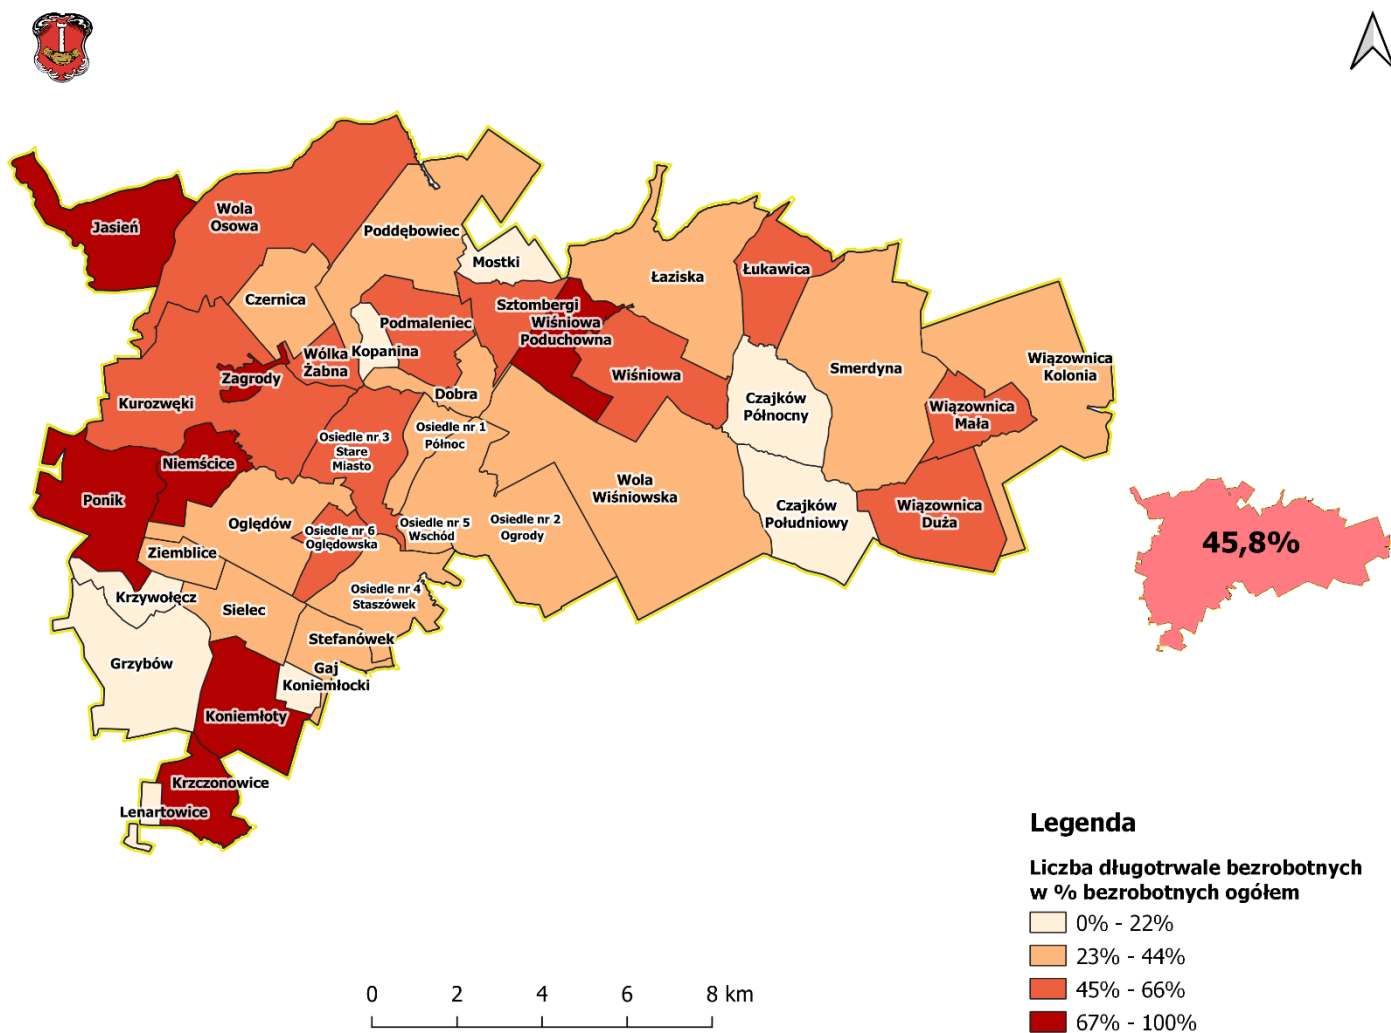 Jasień
Wola
Osowa
Poddębowiec
Mostki
Łaziska
Łukawica
Czernica
Sztombergi
Wiśniowa
Poduchowna
Podmaleniec
Kopanina
Wólka
Żabna
Zagrody
Kurozwęki
Dobra
Wiśniowa
Smerdyna
Wiązownica
Kolonia
Czajków
Północny
Wiązownica
Mała
Osiedle nr 1
Północ
Osiedle nr 3
Stare
Miasto
Niemścice
Ponik
Wola
Wiśniowska
Czajków
Południowy
Wiązownica
Duża
Oględów
Osiedle nr 6
Oględowska
Osiedle nr 5
Wschód
Osiedle nr 2
Ogrody
Ziemblice
Krzywołęcz
Sielec
Osiedle nr 4
Staszówek
Stefanówek
Grzybów
Gaj
Koniemłocki
Koniemłoty
Krzczonowice
Lenartowice
45,8%
Legenda
Liczba długotrwale bezrobotnych
w % bezrobotnych ogółem
0% - 22%
23% - 44%
45% - 66%
67% - 100%
0 2 4 6 8 km